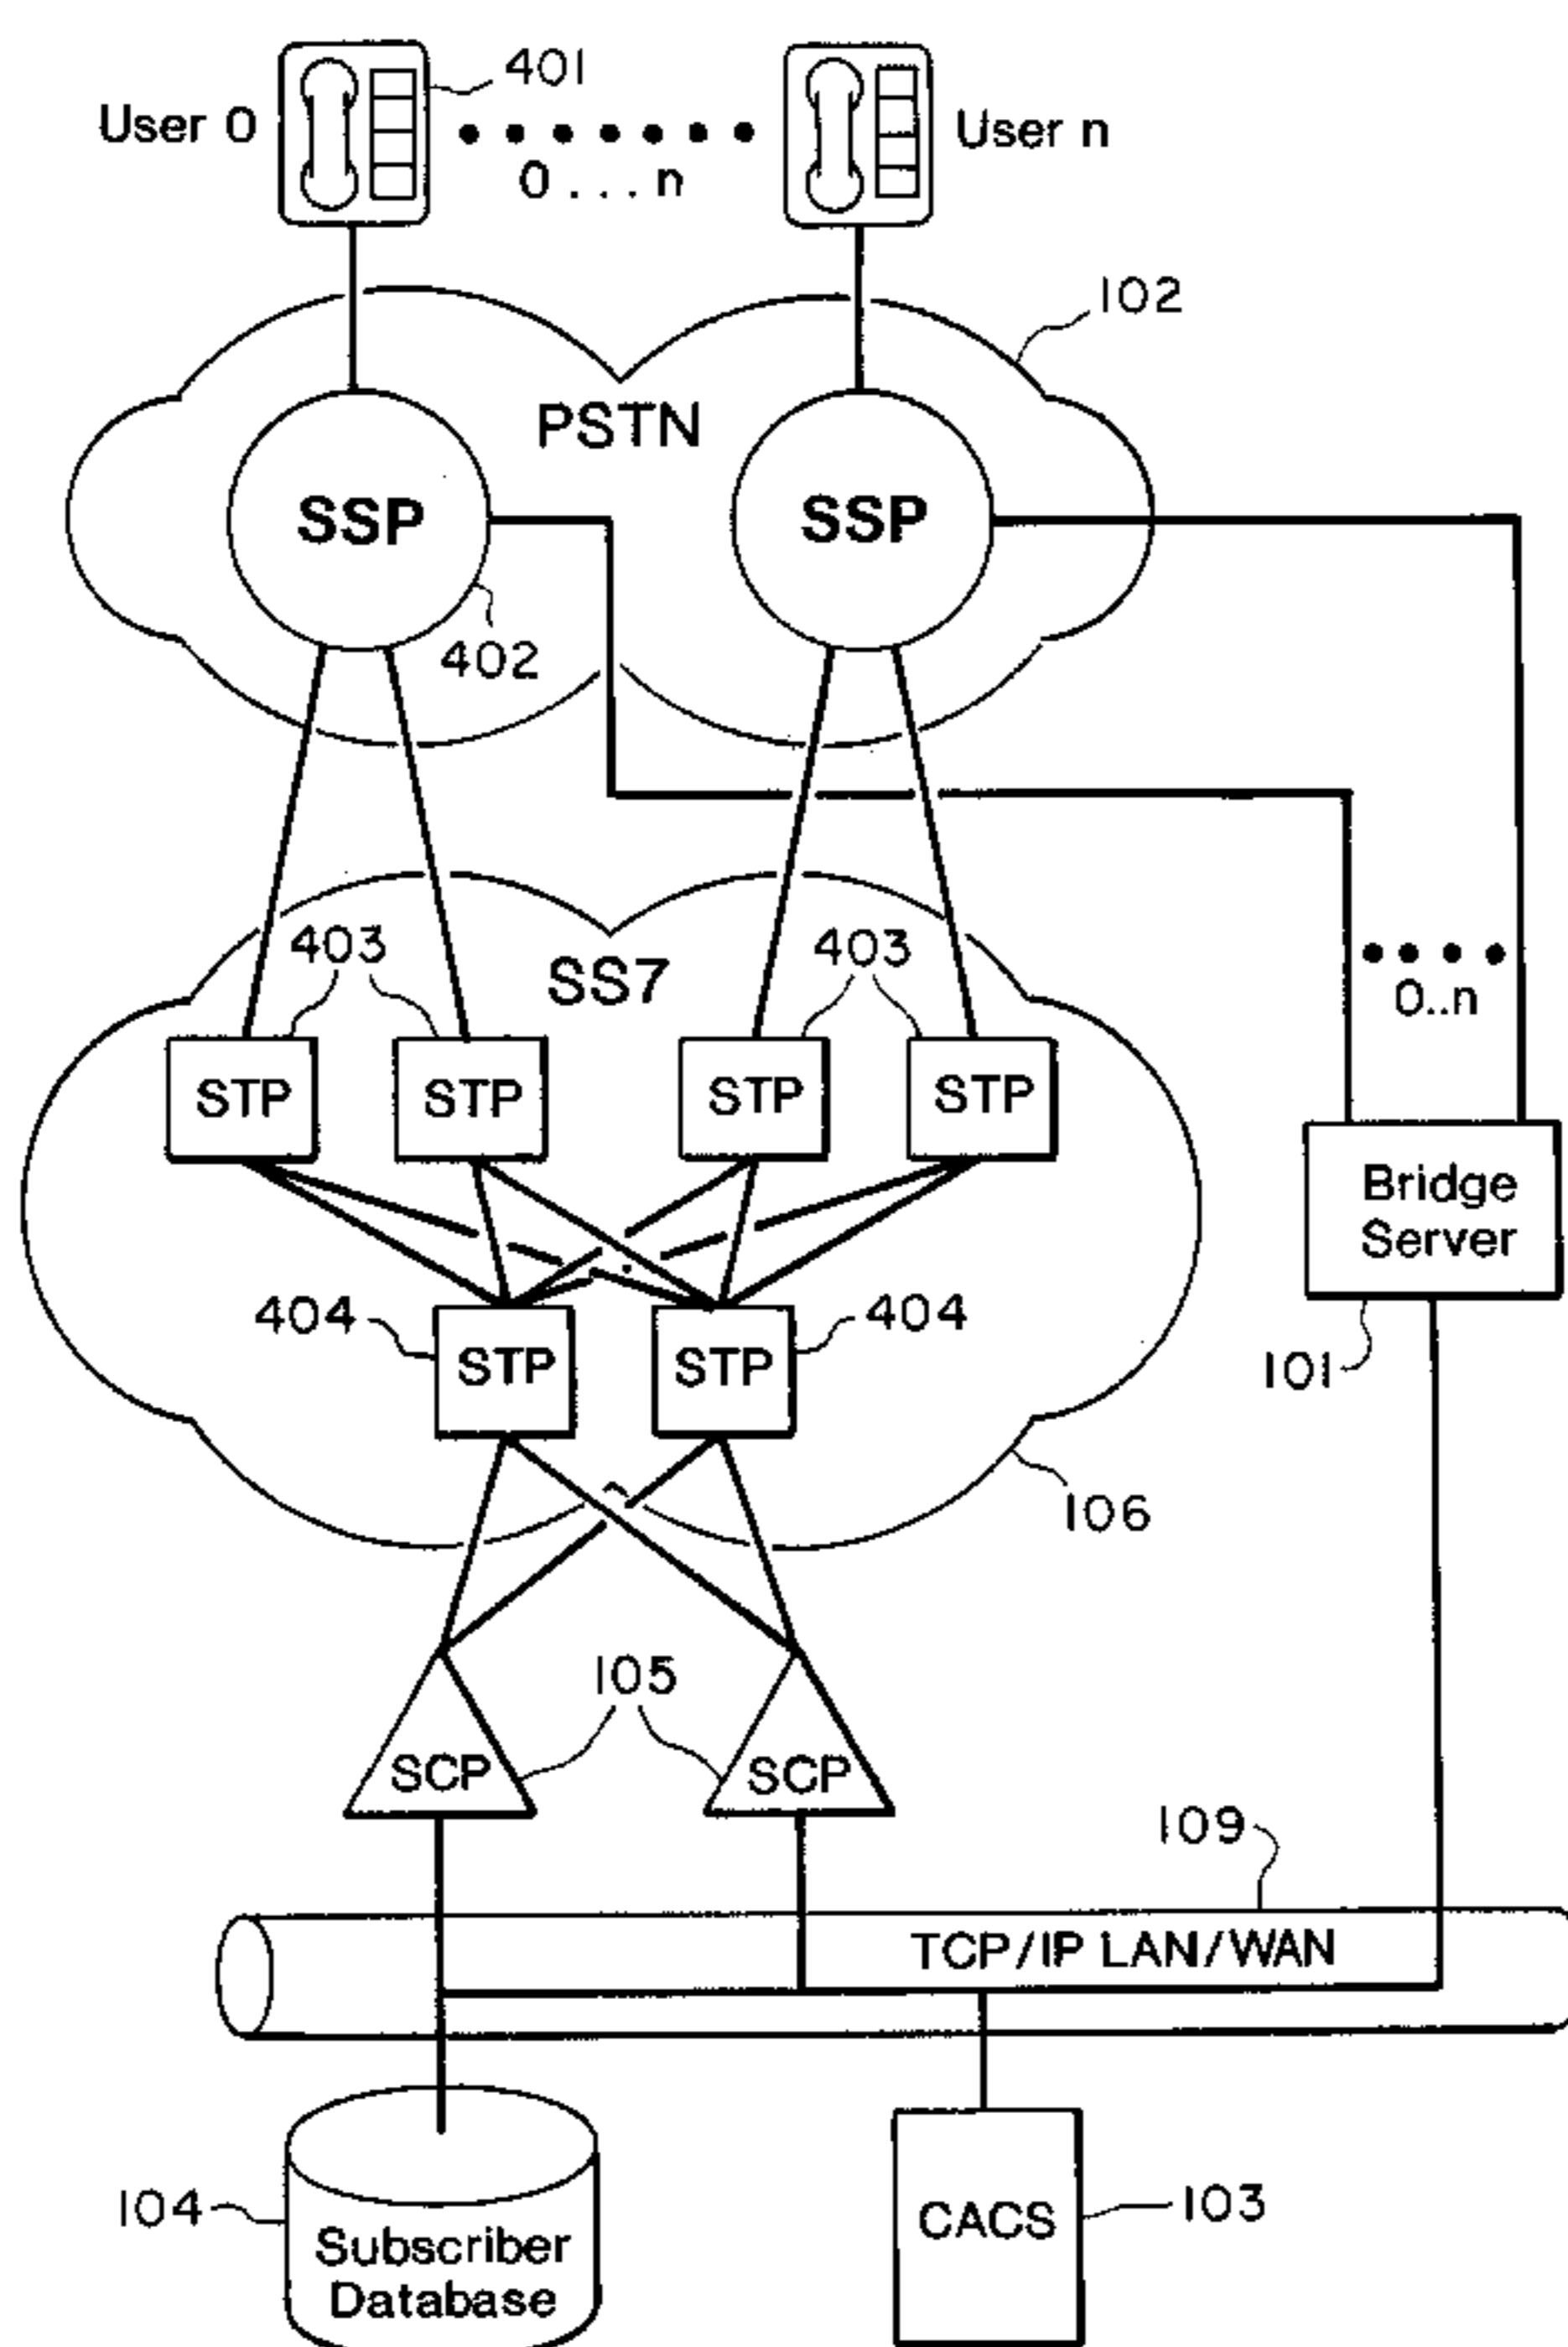 401
User 0
User n
0 . . . n
102
PSTN
SSP
SSP
402
403
403
SS7
0..n
STP
STP
STP
STP
Bridge
Server
404
404
STP
STP
101
106
105
SCP
SCP
109
TCP/IP LAN/WAN
104
103
CACS
Subscriber
Database